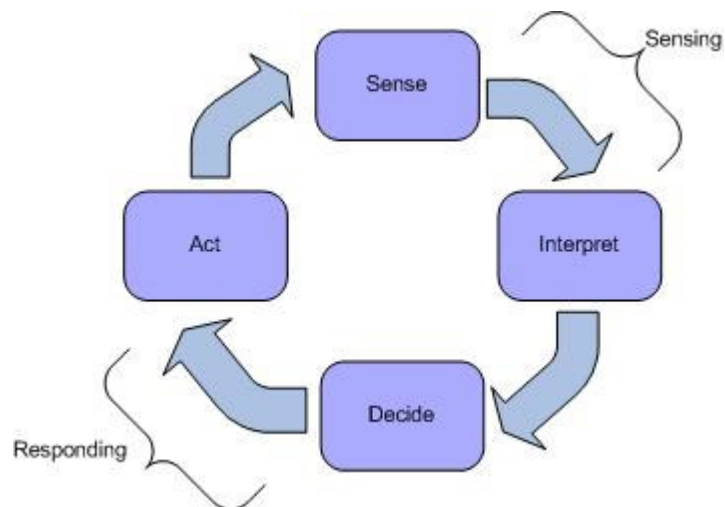 Sensing
Sense
Act
Interpret
Decide
Responding